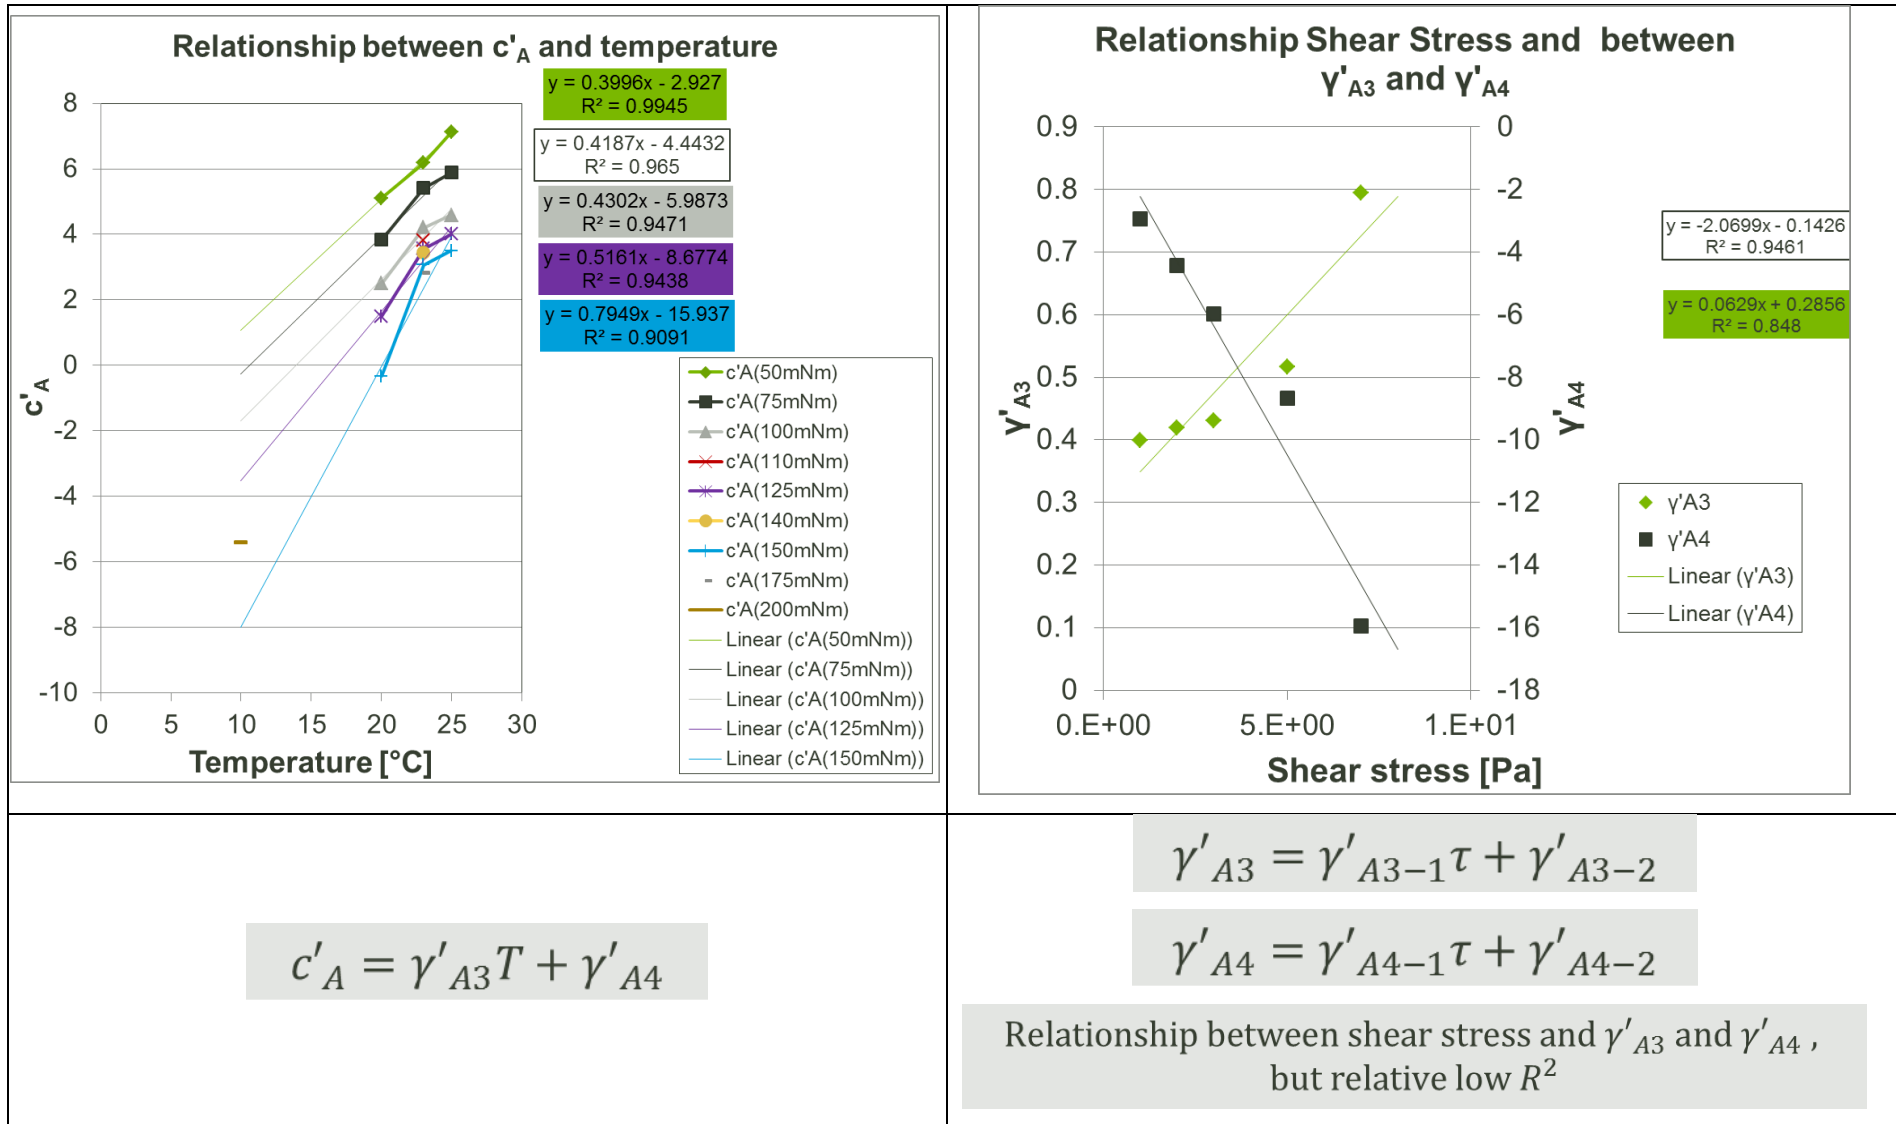 Relationship between c'A and temperature
y = 0.3996x - 2.927
R² = 0.9945
y = 0.4187x - 4.4432
R² = 0.965
y = 0.4302x - 5.9873
R² = 0.9471
y = 0.5161x - 8.6774
R² = 0.9438
y = 0.7949x - 15.937
R² = 0.9091
8
6
4
2
0
-2
-4
-6
-8
-10
c'A
0 5 10 15 20 25 30
Temperature [°C]
c'A(50mNm)
c'A(75mNm)
c'A(100mNm)
c'A(110mNm)
c'A(125mNm)
c'A(140mNm)
c'A(150mNm)
c'A(175mNm)
c'A(200mNm)
Linear (c'A(50mNm))
Linear (c'A(75mNm))
Linear (c'A(100mNm))
Linear (c'A(125mNm))
Linear (c'A(150mNm))
Relationship Shear Stress and between
γ'A3 and γ'A4
0.9
0.8
0.7
0.6
0.5
0.4
0.3
0.2
0.1
0
γ'A3
0
-2
-4
-6
-8
-10
-12
-14
-16
-18
γ'A4
0.E+00 5.E+00 1.E+01
Shear stress [Pa]
y = -2.0699x - 0.1426
R² = 0.9461
y = 0.0629x + 0.2856
R² = 0.848
γ'A3
γ'A4
Linear (γ'A3)
Linear (γ'A4)
c′A = γ′A3T + γ′A4
γ′A3 = γ′A3−1τ + γ′A3−2
γ′A4 = γ′A4−1τ + γ′A4−2
Relationship between shear stress and γ′A3 and γ′A4 ,
but relative low R²